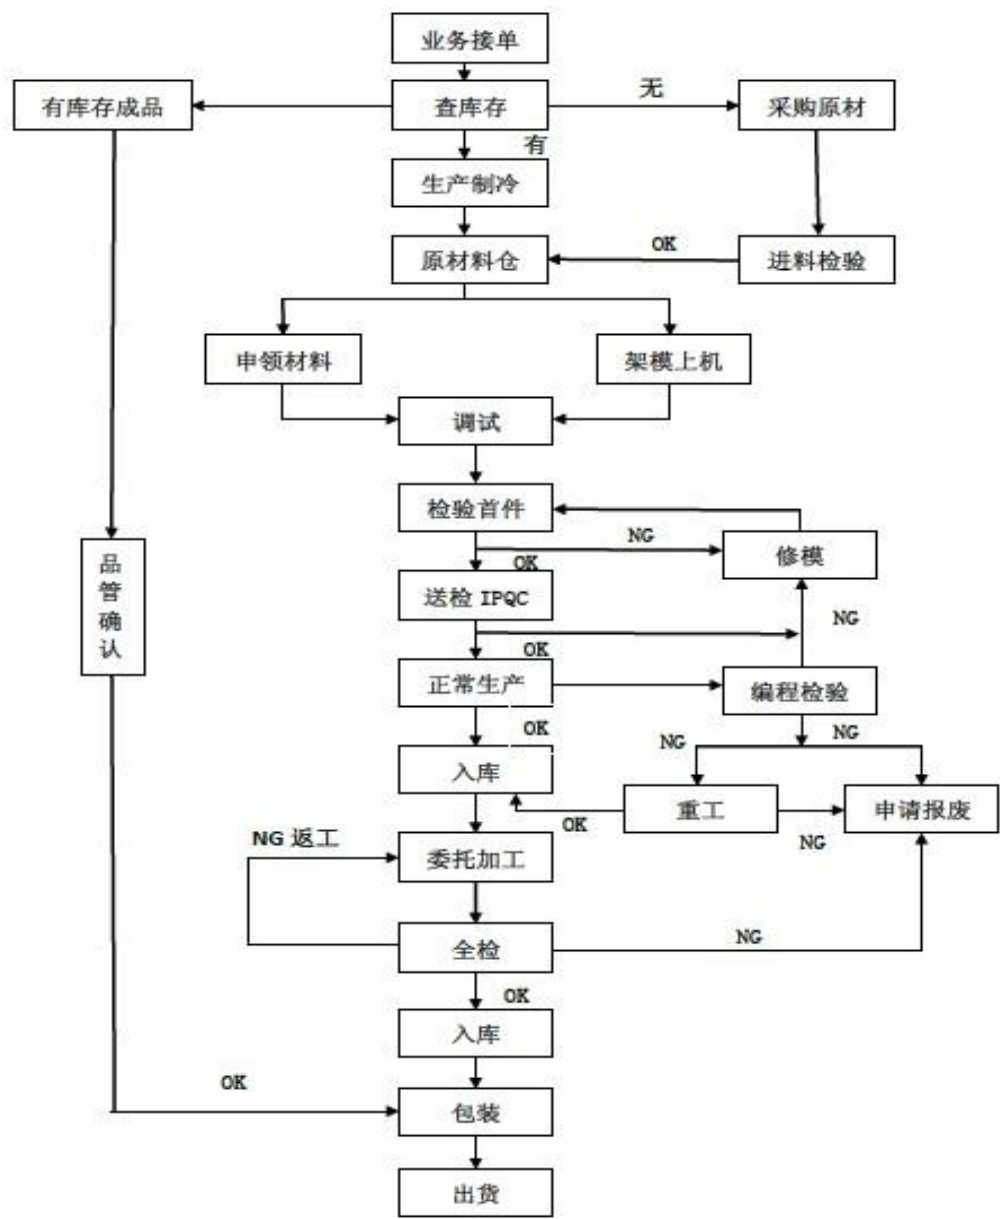 业务接单
有库存成品
查库存
无
采购原材
有
生产制冷
原材料仓
OK
进料检验
申领材料
架模上机
调试
检验首件
NG
修模
OK
送检 IPQC
NG
OK
品管确认
正常生产
编程检验
OK
NG
NG
入库
重工
申请报废
OK
NG
NG 返工
委托加工
全检
NG
OK
入库
OK
包装
出货